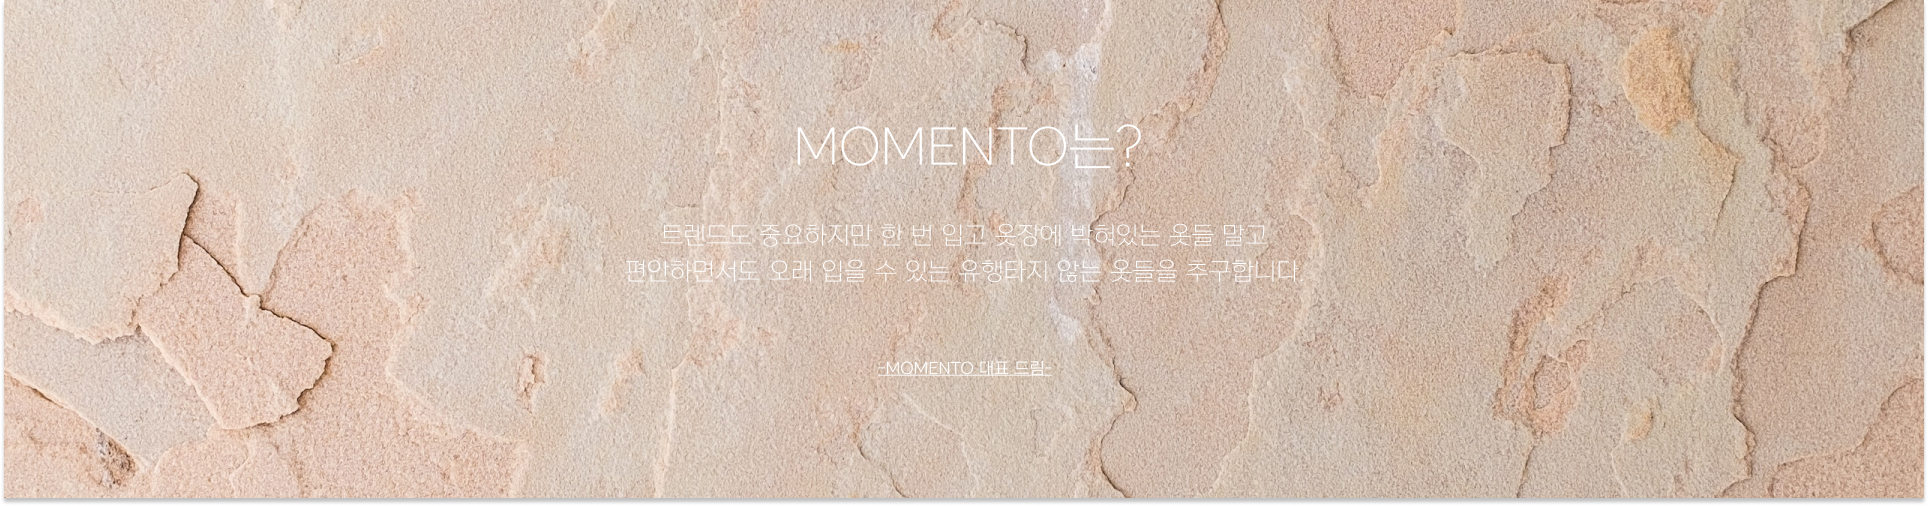 MOMENTO는?
트렌드도 중요하지만 한 번 입고 옷장에 박혀있는 옷들 말고
편안하면서도 오래 입을 수 있는 유행타지 않는 옷들을 추구합니다.
-MOMENTO 대표 드림-